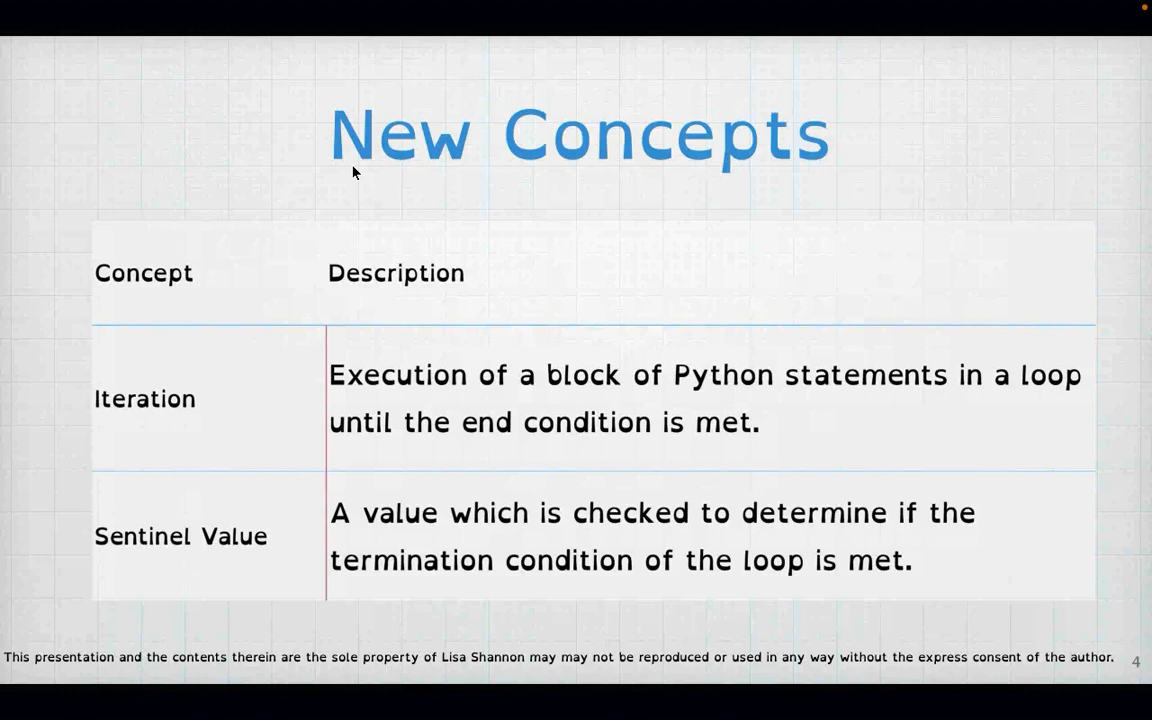 New Concepts
Concept Description
Execution of a block of Python statements in a loop
Iteration
until the end condition is met.
A value which is checked to determine if the
Sentinel Value
termination condition of the loop is met.
This presentation and the contents therein are the sole property of Lisa Shannon may may not be reproduced or used in any way without the express consent of the author.
4